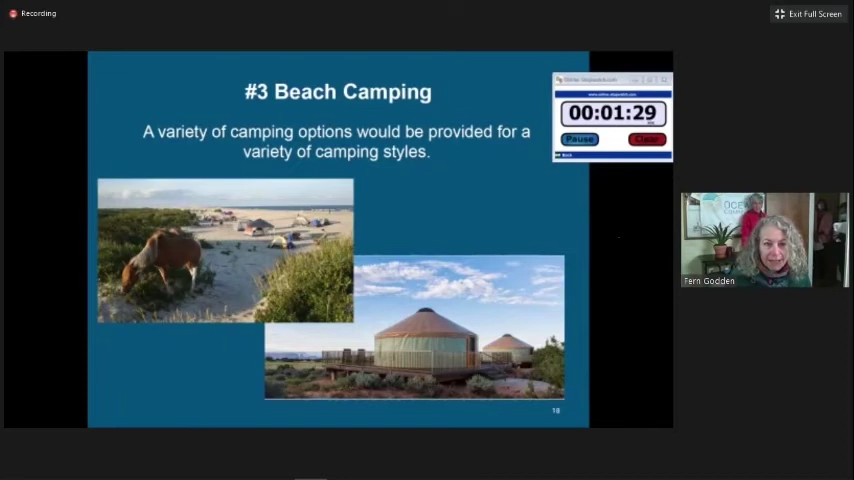 Recording
Exit Full Screen
#3 Beach Camping
A variety of camping options would be provided for a
variety of camping styles.
00:01:29
Pause
Clear
Back
Fern Godden
18